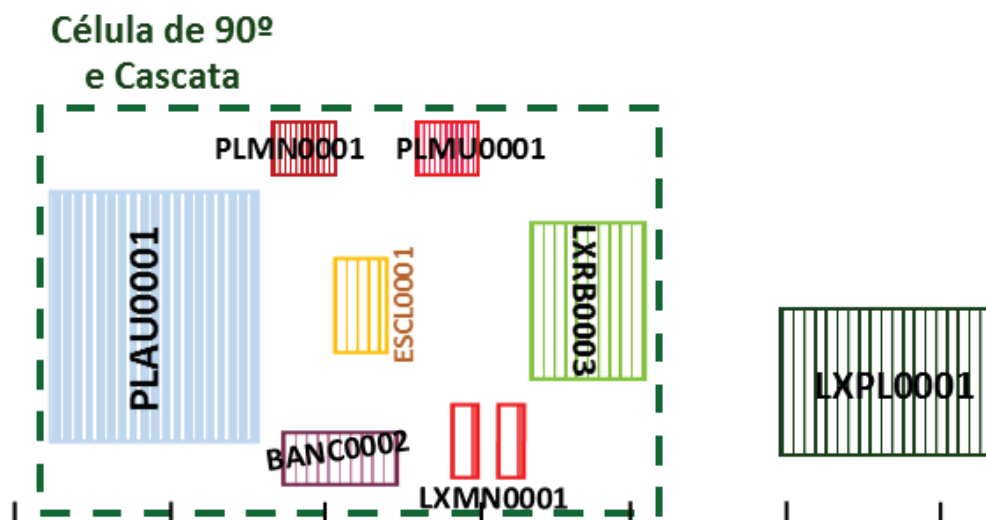 Célula de 90º
e Cascata
PLMN0001
PLMU0001
PLAU0001
ESCL0001
LXRB0003
LXPL0001
BANC0002
LXMN0001